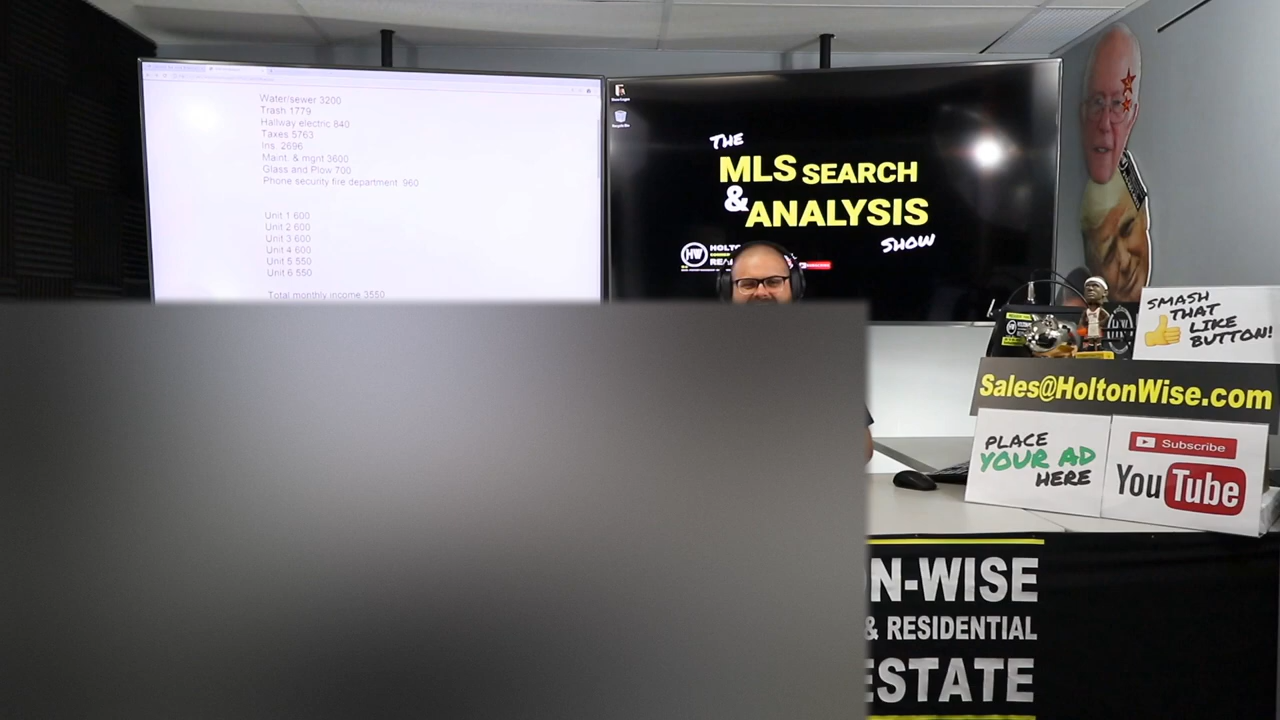 Water/sewer 3200
Trash 1779
Hallway electric 840
Taxes 5763
Ins. 2696
Maint. & mgnt 3600
Glass and Plow 700
Phone security fire department 960
Unit 1 600
Unit 2 600
Unit 3 600
Unit 4 600
Unit 5 550
Unit 6 550
Total monthly income 3550
THE
MLS SEARCH
& ANALYSIS
SHOW
HW
SMASH
THAT
LIKE
BUTTON!
Sales@HoltonWise.com
PLACE
YOUR AD
HERE
Subscribe
YouTube
N-WISE
& RESIDENTIAL
ESTATE